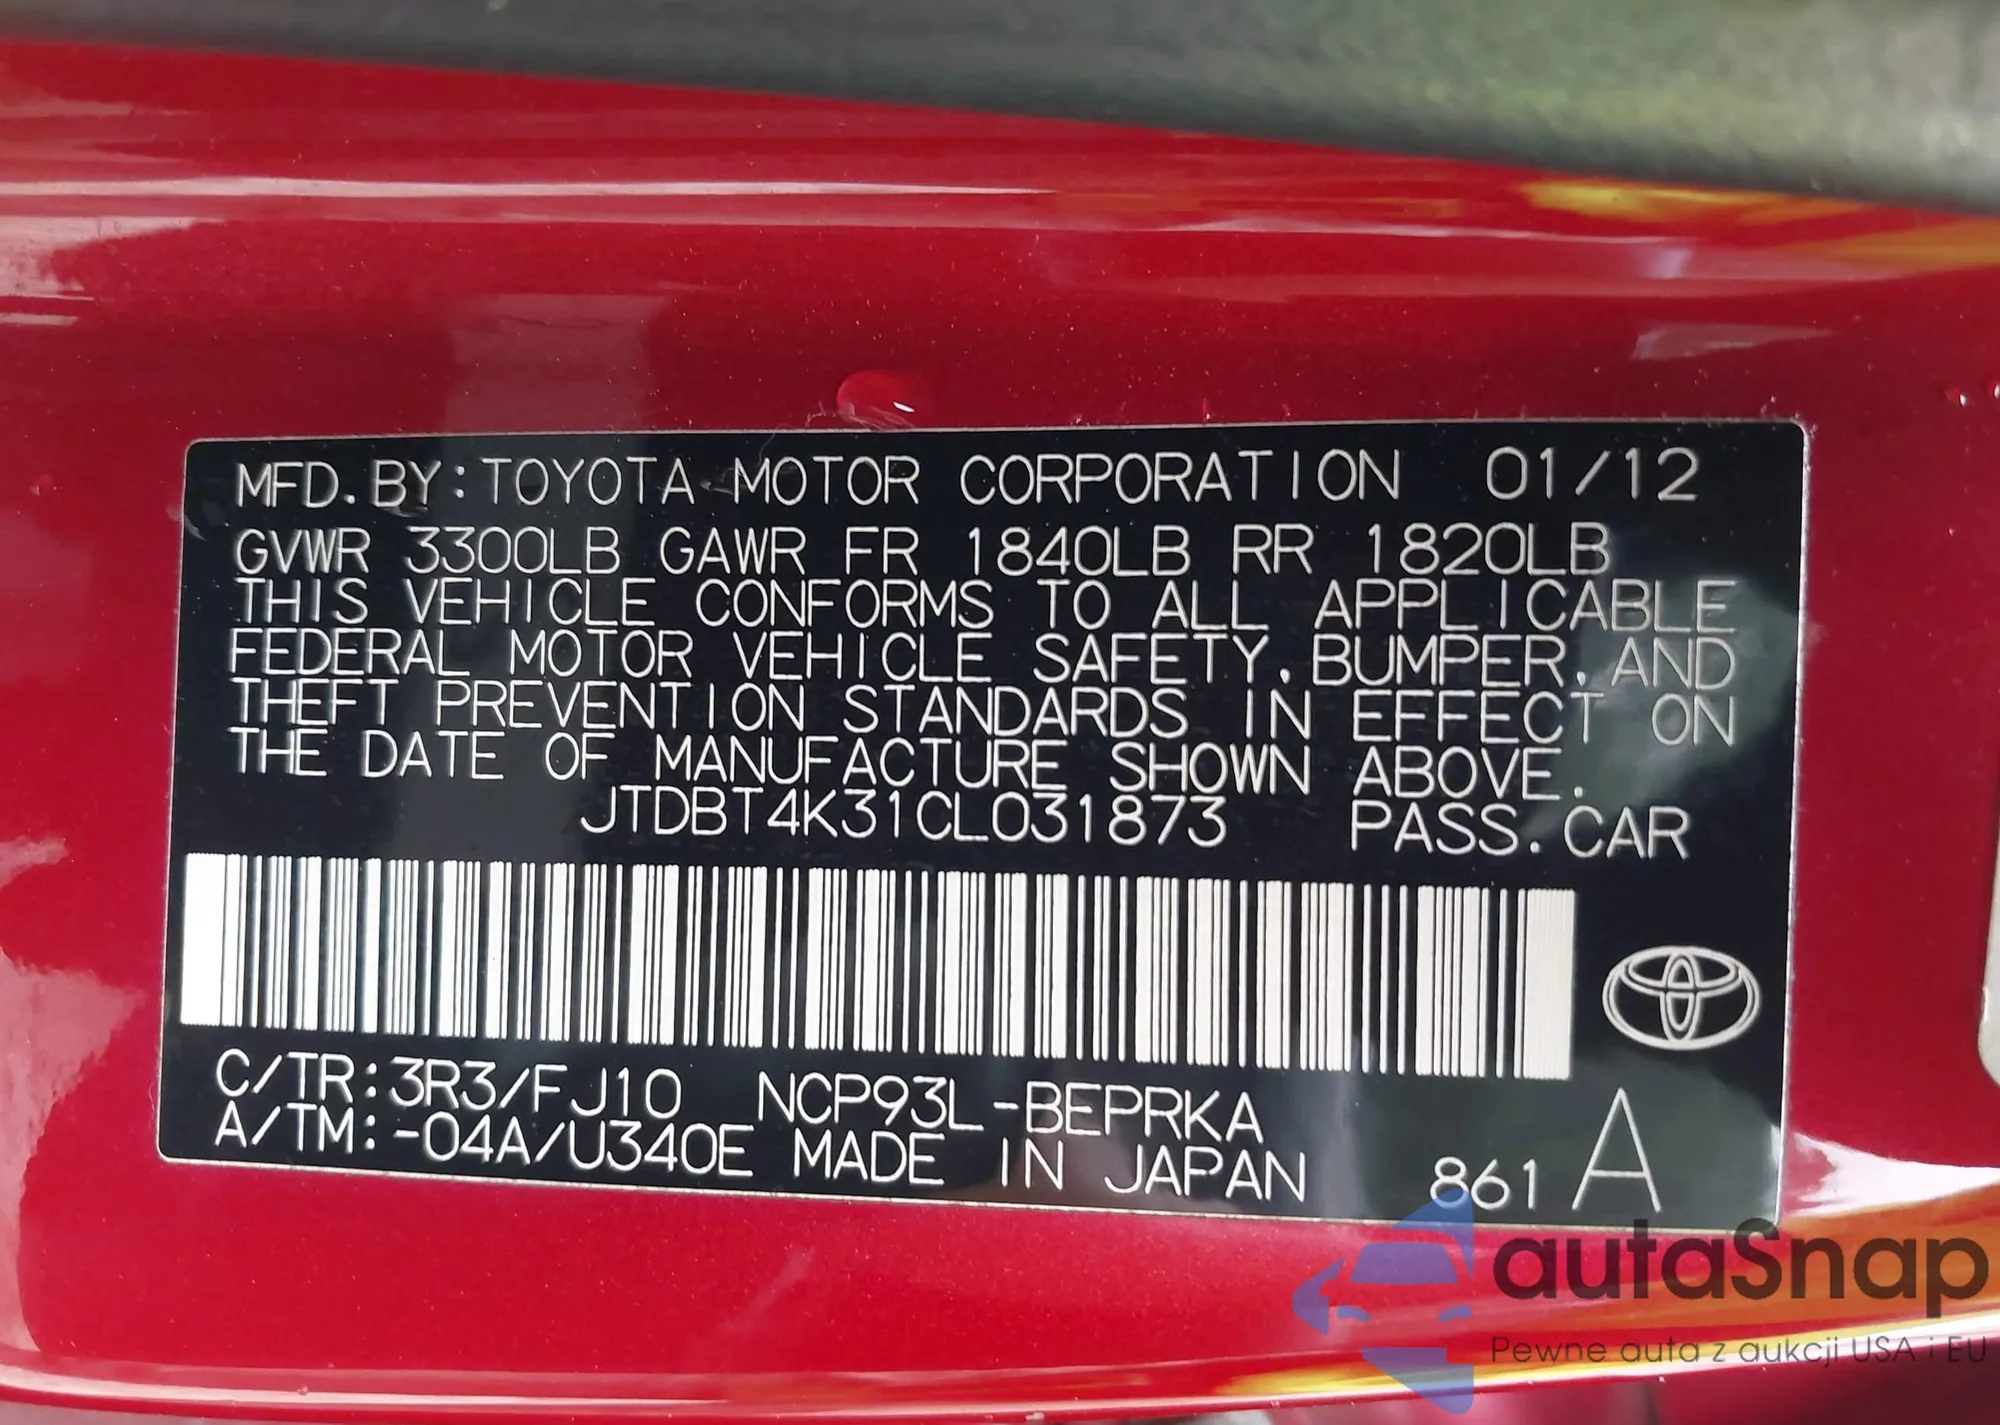 MFD. BY: TOYOTA MOTOR CORPORATION 01/12
GVWR 3300LB GAWR FR 1840LB RR 1820LB
THIS VEHICLE CONFORMS TO ALL APPLICABLE
FEDERAL MOTOR VEHICLE SAFETY, BUMPER, AND
THEFT PREVENTION STANDARDS IN EFFECT ON
THE DATE OF MANUFACTURE SHOWN ABOVE.
JTDBT4K31CL031873 PASS. CAR
C/TR: 3R3/FJ10 NCP93L-BEPRKA
A/TM: -04A/U340E MADE IN JAPAN 861 A
autaSnap
Pewne auta z aukcji USA i EU